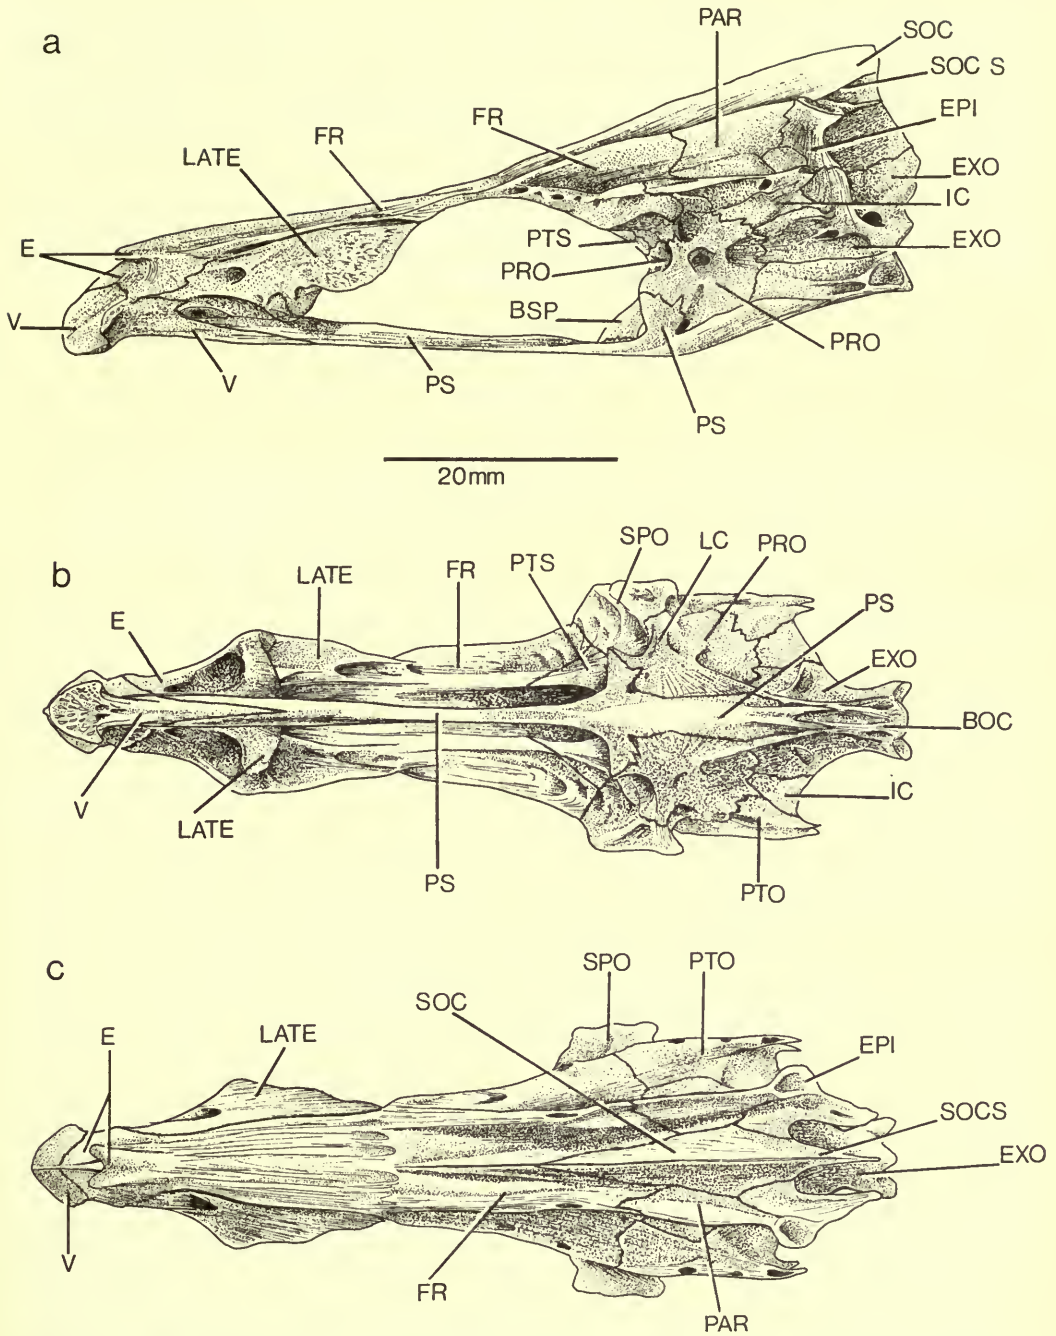 a
PAR
SOC
SOC S
FR
FR
EPI
LATE
EXO
IC
E
PTS
EXO
PRO
V
BSP
PRO
V
PS
PS
20mm
b
SPO
LC
PRO
LATE
FR
PTS
PS
E
EXO
BOC
V
IC
LATE
PS
PTO
c
SPO
PTO
SOC
E
LATE
EPI
SOCS
EXO
V
FR
PAR